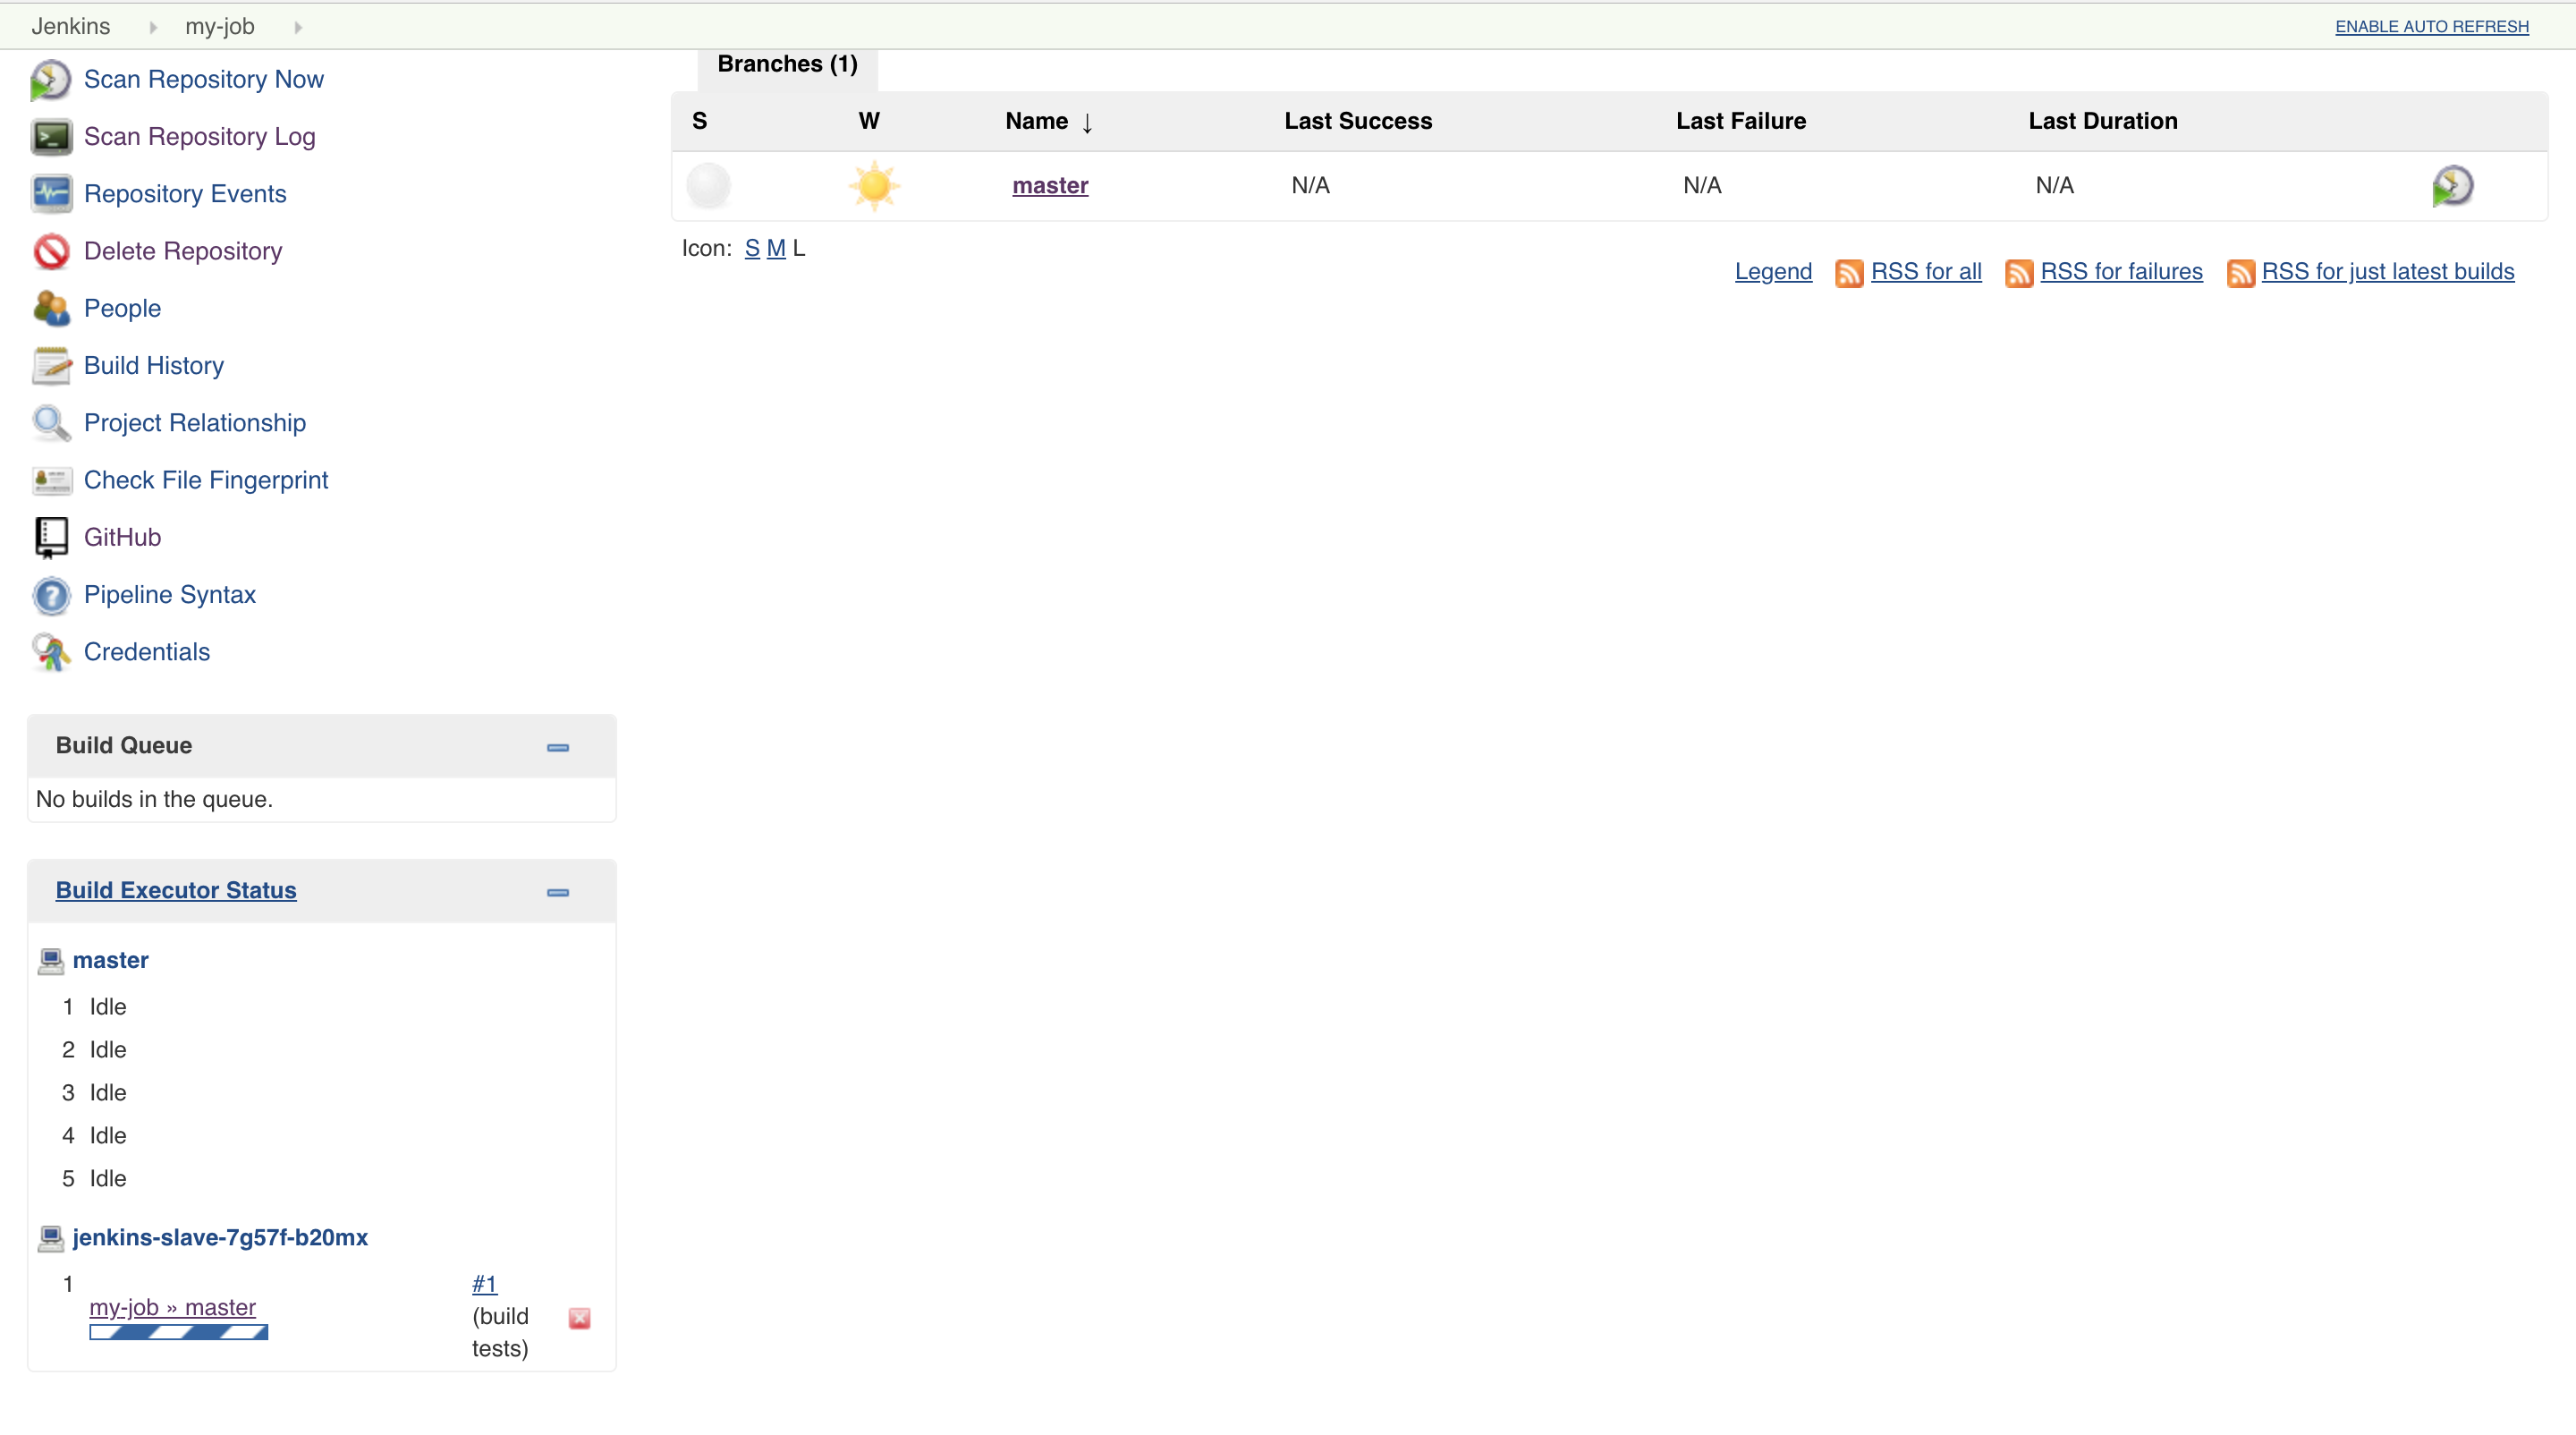 Jenkins my-job ENABLE AUTO REFRESH
Scan Repository Now
Scan Repository Log
Repository Events
Delete Repository
People
Build History
Project Relationship
Check File Fingerprint
GitHub
Pipeline Syntax
Credentials
Build Queue
No builds in the queue.
Build Executor Status
master
1 Idle
2 Idle
3 Idle
4 Idle
5 Idle
jenkins-slave-7g57f-b20mx
1 my-job » master #1 (build tests)
Branches (1)
S W Name ↓ Last Success Last Failure Last Duration
master N/A N/A N/A
Icon: S M L
Legend RSS for all RSS for failures RSS for just latest builds